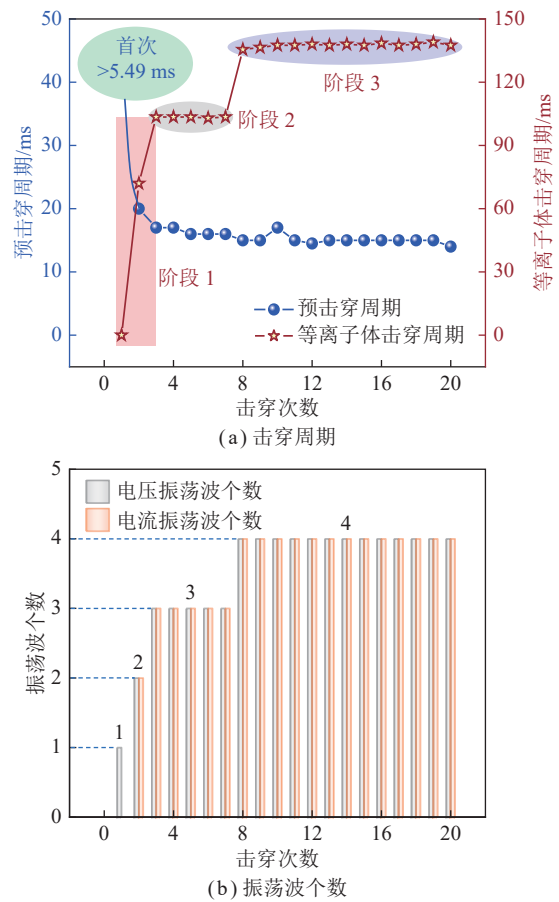 50
40
30
20
10
0
预击穿周期/ms
150
120
90
60
30
0
等离子体击穿周期/ms
首次
>5.49 ms
阶段 3
阶段 2
阶段 1
预击穿周期
等离子体击穿周期
0 4 8 12 16 20
击穿次数
(a) 击穿周期
5
4
3
2
1
0
振荡波个数
电压振荡波个数
电流振荡波个数
4
3
2
1
0 4 8 12 16 20
击穿次数
(b) 振荡波个数